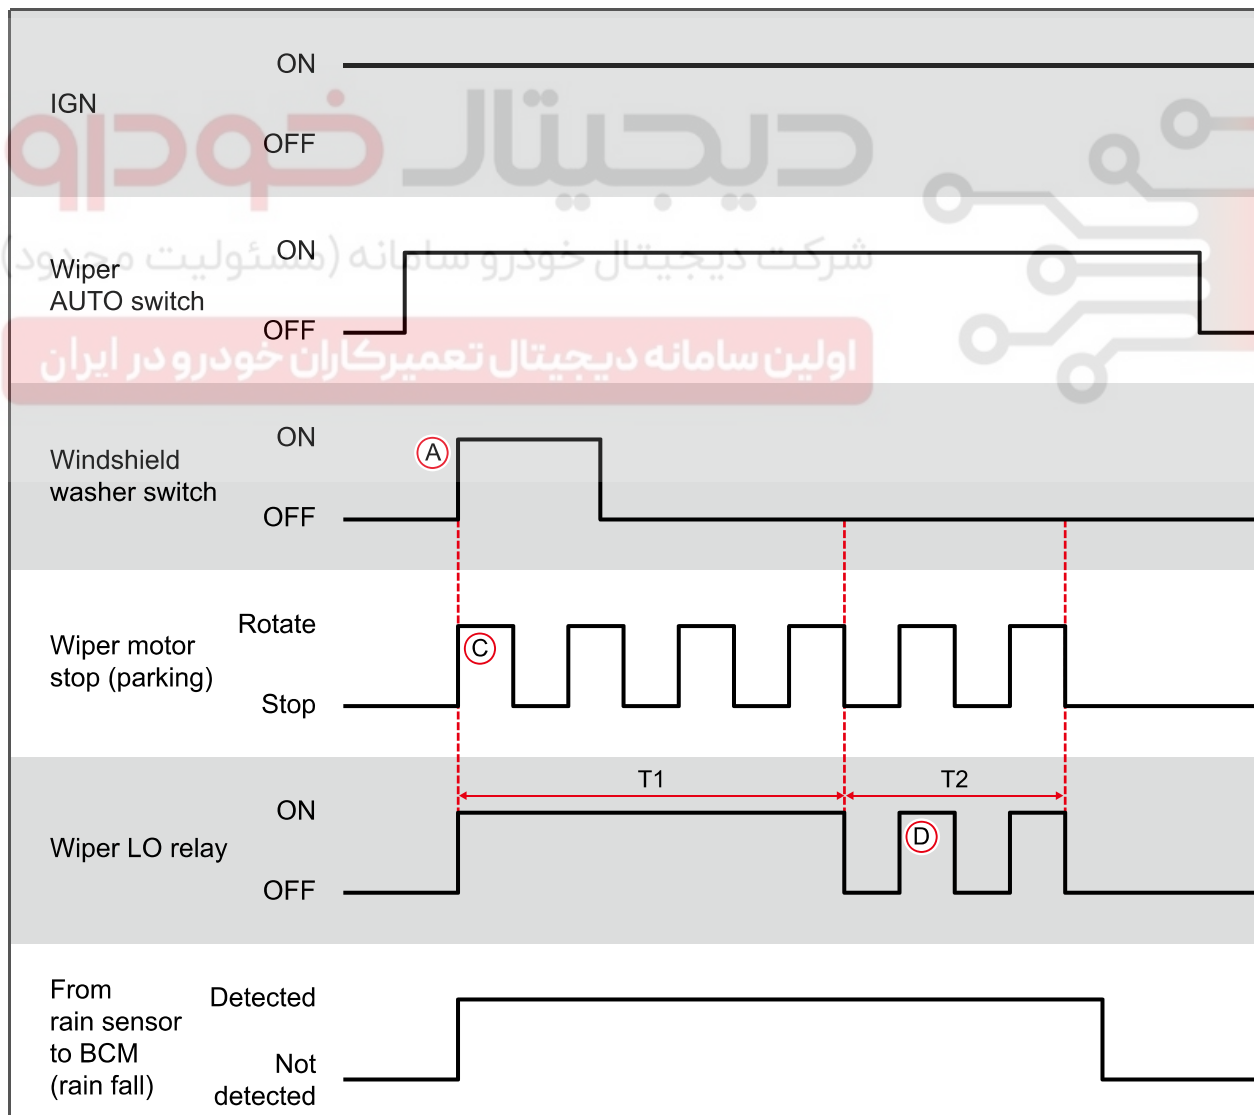 ON
IGN
OFF
دیجیتال خودرو
شرکت دیجیتال خودرو سامانه (مسئولیت محدود)
ON
Wiper
AUTO switch
OFF
اولین سامانه دیجیتال تعمیرکاران خودرو در ایران
ON
A
Windshield
washer switch
OFF
Rotate
C
Wiper motor
stop (parking)
Stop
T1
T2
ON
D
Wiper LO relay
OFF
From
rain sensor
to BCM
(rain fall)
Detected
Not
detected